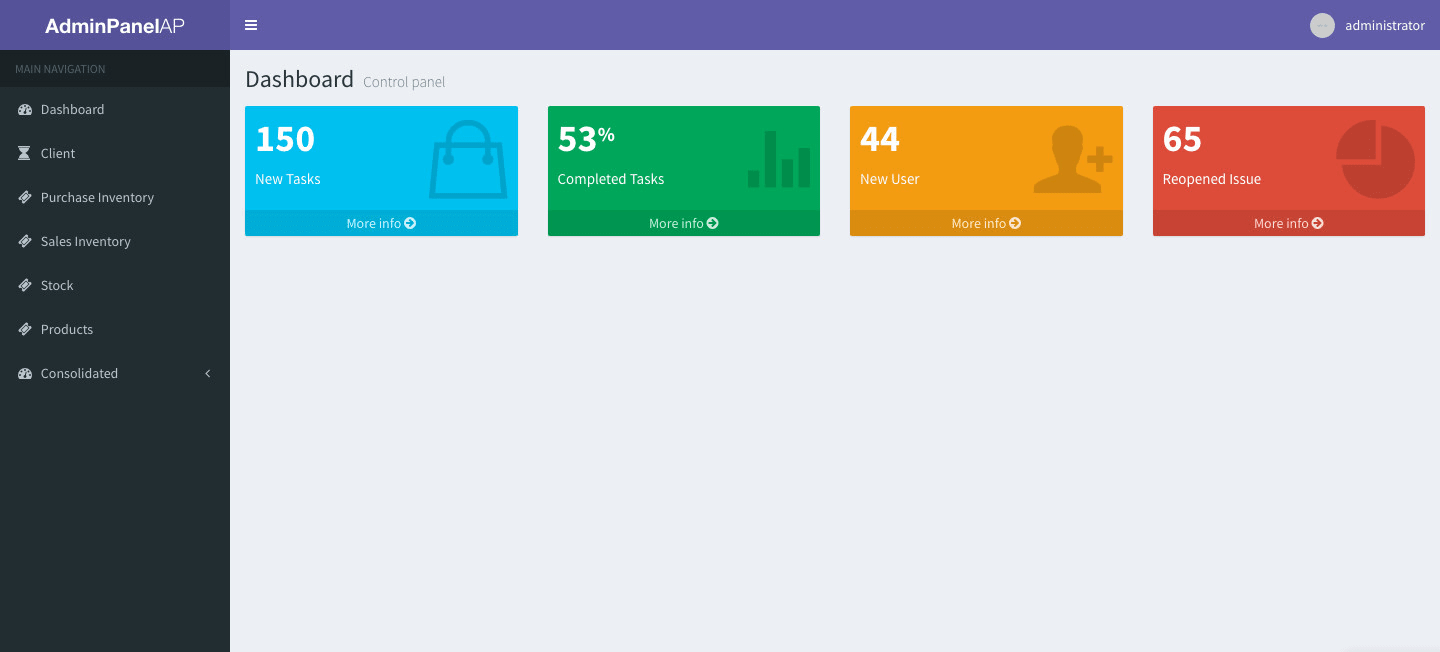 AdminPanelAP
administrator
MAIN NAVIGATION
Dashboard
Client
Purchase Inventory
Sales Inventory
Stock
Products
Consolidated
Dashboard Control panel
150
New Tasks
More info
53%
Completed Tasks
More info
44
New User
More info
65
Reopened Issue
More info